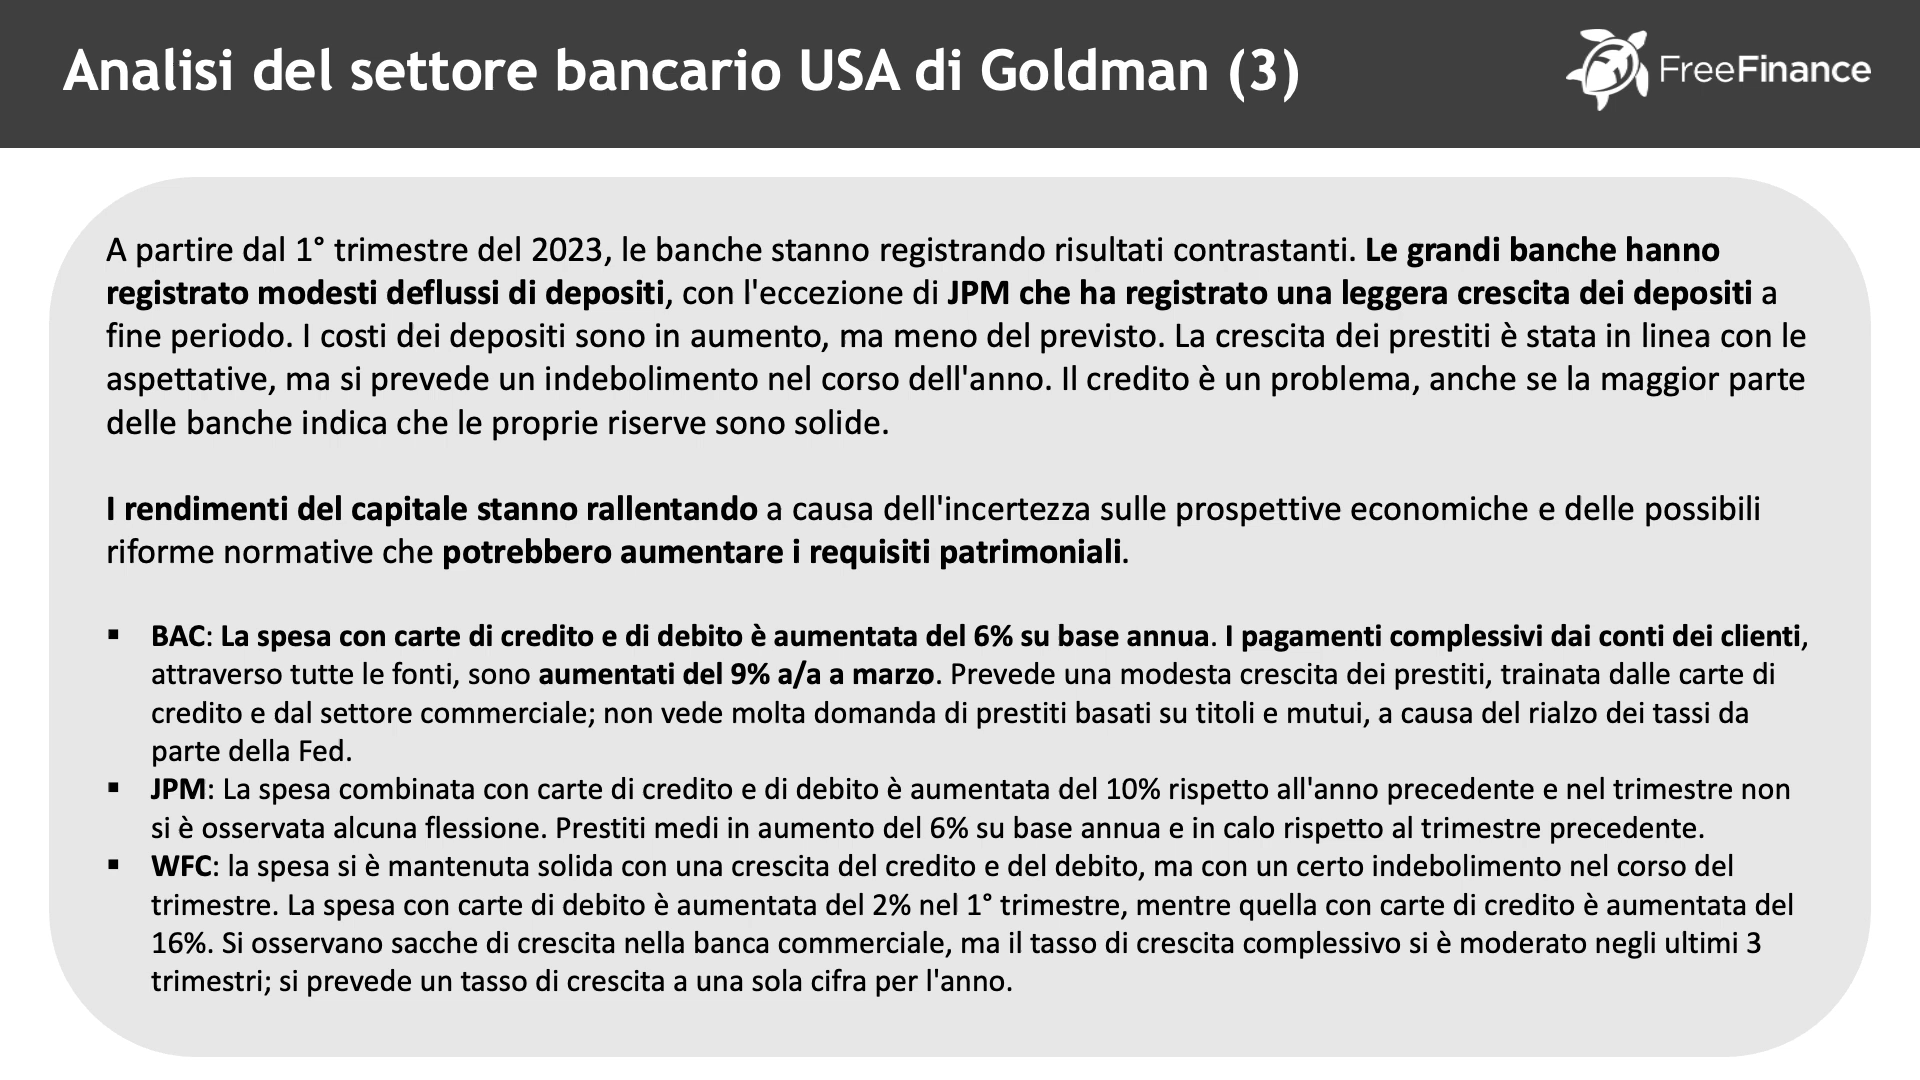 Analisi del settore bancario USA di Goldman (3)
FreeFinance
A partire dal 1° trimestre del 2023, le banche stanno registrando risultati contrastanti. Le grandi banche hanno
registrato modesti deflussi di depositi, con l'eccezione di JPM che ha registrato una leggera crescita dei depositi a
fine periodo. I costi dei depositi sono in aumento, ma meno del previsto. La crescita dei prestiti è stata in linea con le
aspettative, ma si prevede un indebolimento nel corso dell'anno. Il credito è un problema, anche se la maggior parte
delle banche indica che le proprie riserve sono solide.
I rendimenti del capitale stanno rallentando a causa dell'incertezza sulle prospettive economiche e delle possibili
riforme normative che potrebbero aumentare i requisiti patrimoniali.
▪ BAC: La spesa con carte di credito e di debito è aumentata del 6% su base annua. I pagamenti complessivi dai conti dei clienti,
attraverso tutte le fonti, sono aumentati del 9% a/a a marzo. Prevede una modesta crescita dei prestiti, trainata dalle carte di
credito e dal settore commerciale; non vede molta domanda di prestiti basati su titoli e mutui, a causa del rialzo dei tassi da
parte della Fed.
▪ JPM: La spesa combinata con carte di credito e di debito è aumentata del 10% rispetto all'anno precedente e nel trimestre non
si è osservata alcuna flessione. Prestiti medi in aumento del 6% su base annua e in calo rispetto al trimestre precedente.
▪ WFC: la spesa si è mantenuta solida con una crescita del credito e del debito, ma con un certo indebolimento nel corso del
trimestre. La spesa con carte di debito è aumentata del 2% nel 1° trimestre, mentre quella con carte di credito è aumentata del
16%. Si osservano sacche di crescita nella banca commerciale, ma il tasso di crescita complessivo si è moderato negli ultimi 3
trimestri; si prevede un tasso di crescita a una sola cifra per l'anno.